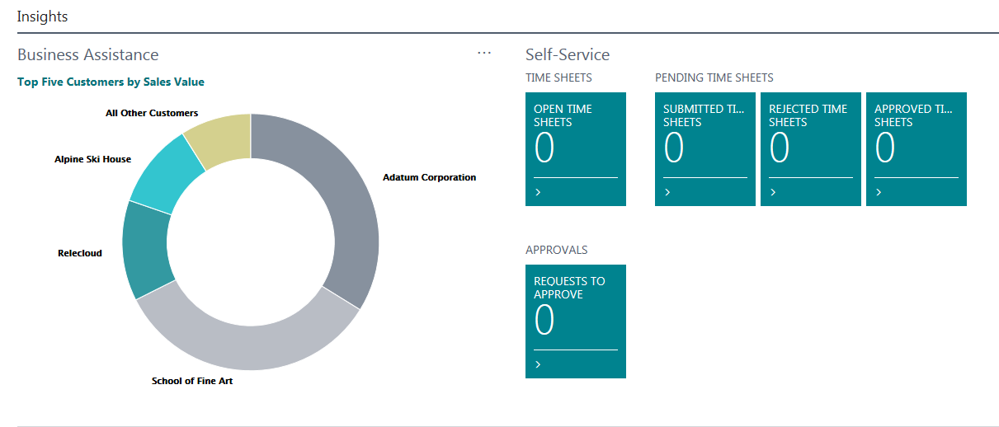 Insights
Business Assistance
...
Top Five Customers by Sales Value
All Other Customers
Alpine Ski House
Adatum Corporation
Relecloud
School of Fine Art
Self-Service
TIME SHEETS
OPEN TIME
SHEETS
0
PENDING TIME SHEETS
SUBMITTED TI...
SHEETS
0
REJECTED TIME
SHEETS
0
APPROVED TI...
SHEETS
0
APPROVALS
REQUESTS TO
APPROVE
0